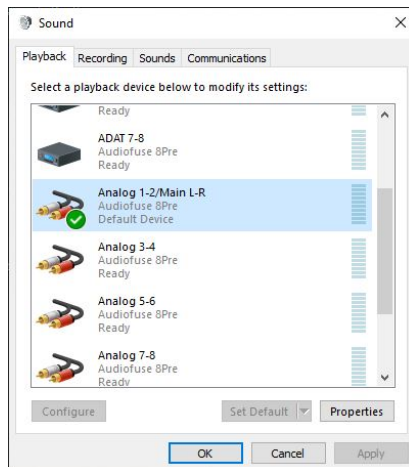 Sound
Playback Recording Sounds Communications
Select a playback device below to modify its settings:
Ready
ADAT 7-8
Audiofuse 8Pre
Ready
Analog 1-2/Main L-R
Audiofuse 8Pre
Default Device
Analog 3-4
Audiofuse 8Pre
Ready
Analog 5-6
Audiofuse 8Pre
Ready
Analog 7-8
Audiofuse 8Pre
Ready
Configure Set Default Properties
OK Cancel Apply